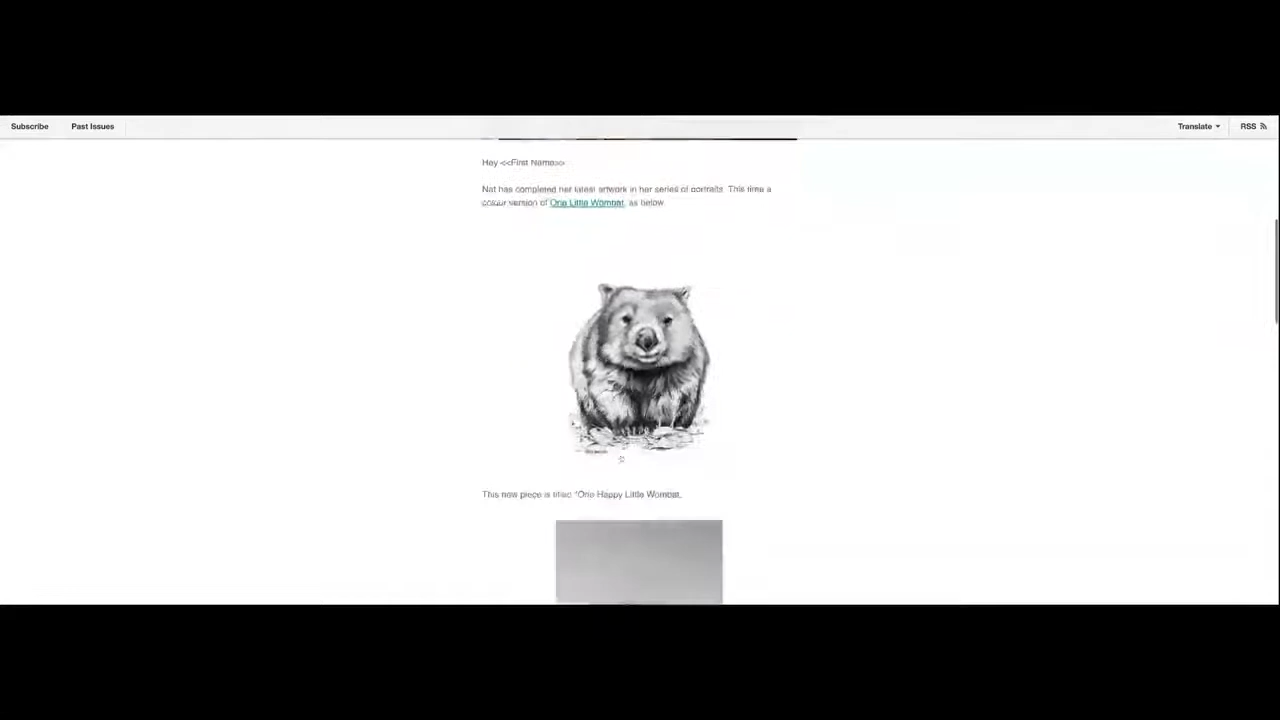 Subscribe
Past Issues
Translate
RSS
Hey <<First Name>>
Nat has completed her latest artwork in her series of portraits. This time a
colour version of One Little Wombat, as below.
This new piece is titled "One Happy Little Wombat.